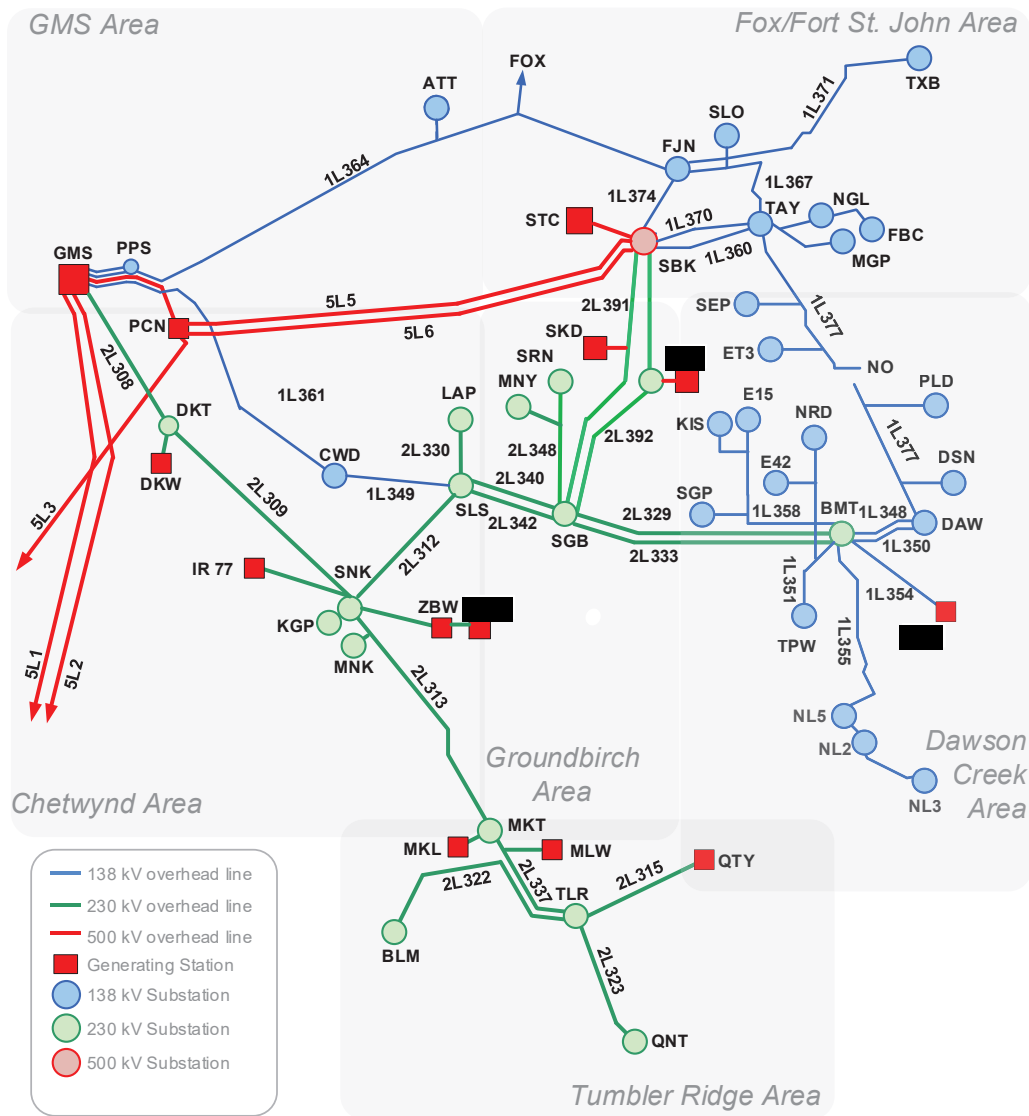 GMS Area
Fox/Fort St. John Area
FOX
ATT
TXB
1L371
SLO
FJN
1L364
1L367
1L374
NGL
STC
1L370
TAY
FBC
PPS
GMS
MGP
1L360
SBK
5L5
2L391
SEP
1L377
PCN
5L6
SKD
SRN
ET3
2L308
MNY
NO
PLD
1L361
LAP
E15
DKT
NRD
KIS
2L392
1L377
2L330
2L348
CWD
E42
DSN
2L340
DKW
1L349
SGP
2L309
SLS
BMT
1L348
2L329
1L358
DAW
2L342
SGB
1L350
5L3
2L333
2L312
IR 77
SNK
1L351
1L354
ZBW
KGP
TPW
1L355
MNK
5L1
5L2
2L313
NL5
Groundbirch
Area
Dawson
Creek
Area
NL2
Chetwynd Area
NL3
MKT
MKL
MLW
QTY
2L322
2L337
2L315
TLR
BLM
2L323
QNT
Tumbler Ridge Area
138 kV overhead line
230 kV overhead line
500 kV overhead line
Generating Station
138 kV Substation
230 kV Substation
500 kV Substation